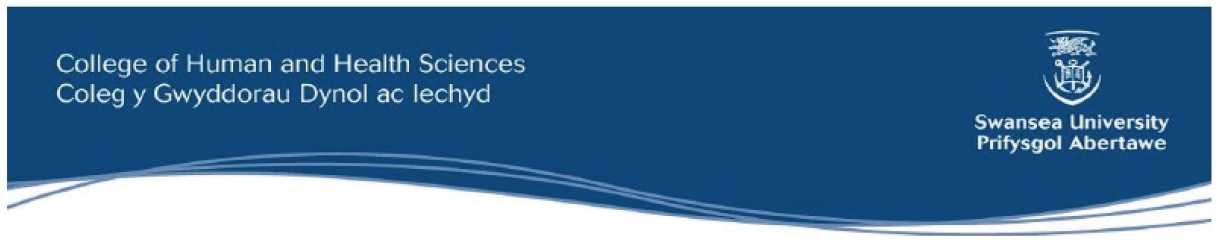 College of Human and Health Sciences
Coleg y Gwyddorau Dynol ac Iechyd
Swansea University
Prifysgol Abertawe